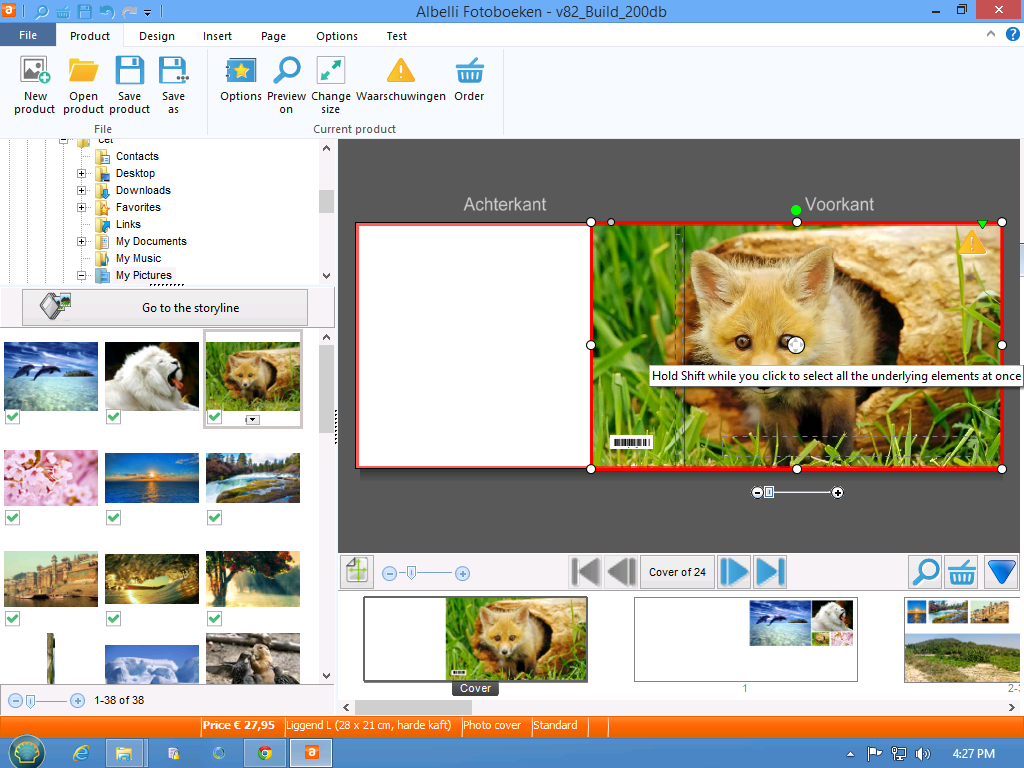 Albelli Fotoboeken - v82_Build_200db
File
Product
Design
Insert
Page
Options
Test
New product
Open product
Save product
Save as
Options
Preview on
Change size
Waarschuwingen
Order
File
Current product
Cet
Contacts
Desktop
Downloads
Favorites
Links
My Documents
My Music
My Pictures
Go to the storyline
Achterkant
Voorkant
Hold Shift while you click to select all the underlying elements at once
Cover of 24
Cover
1
2-
1-38 of 38
Price € 27,95
Liggend L (28 x 21 cm, harde kaft)
Photo cover
Standard
4:27 PM